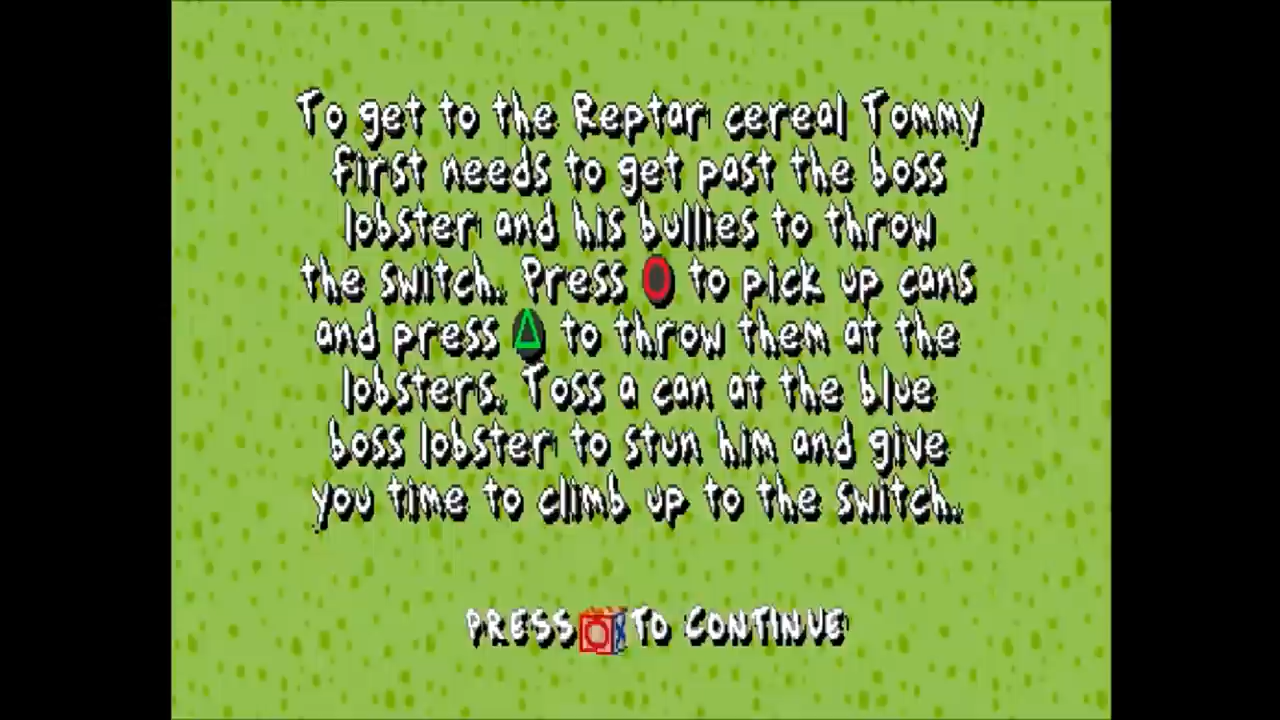 To get to the Reptar cereal Tommy
first needs to get past the boss
lobster and his bullies to throw
the switch. Press O to pick up cans
and press △ to throw them at the
lobsters. Toss a can at the blue
boss lobster to stun him and give
you time to climb up to the switch.
PRESS O X TO CONTINUE